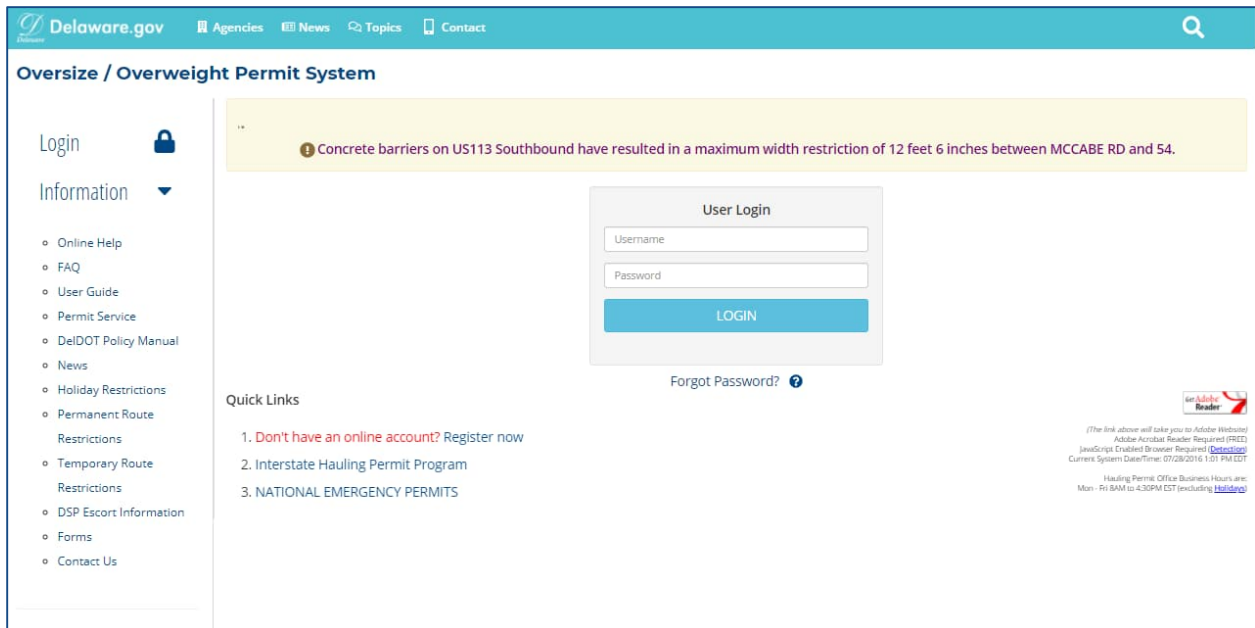 Delaware.gov Agencies News Topics Contact
Delaware
Oversize / Overweight Permit System
Login
Information
Online Help
FAQ
User Guide
Permit Service
DelDOT Policy Manual
News
Holiday Restrictions
Permanent Route
Restrictions
Temporary Route
Restrictions
DSP Escort Information
Forms
Contact Us
Concrete barriers on US113 Southbound have resulted in a maximum width restriction of 12 feet 6 inches between MCCABE RD and 54.
User Login
Username
Password
LOGIN
Forgot Password?
Quick Links
1. Don't have an online account? Register now
2. Interstate Hauling Permit Program
3. NATIONAL EMERGENCY PERMITS
Get Adobe
Reader
(The link above will take you to Adobe Website)
Adobe Acrobat Reader Required (FREE)
JavaScript Enabled Browser Required (Detection)
Current System Date/Time: 07/28/2016 1:01 PM EDT
Hauling Permit Office Business Hours are:
Mon - Fri 8AM to 4:30PM EST (excluding Holidays)